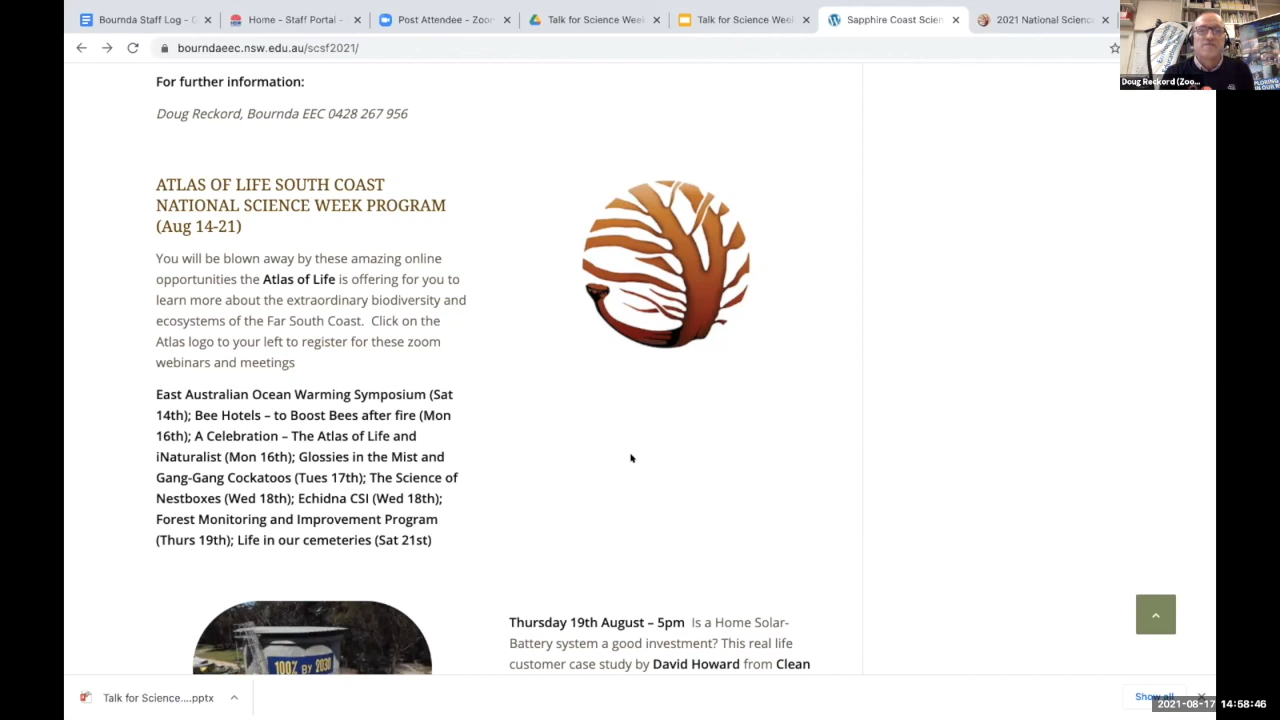 Bournda Staff Log - G
Home - Staff Portal -
Post Attendee - Zoom
Talk for Science Week
Talk for Science Week
Sapphire Coast Scien
2021 National Science
bourndaeec.nsw.edu.au/scsf2021/
Doug Reckord (Zoo...
For further information:
Doug Reckord, Bournda EEC 0428 267 956
ATLAS OF LIFE SOUTH COAST
NATIONAL SCIENCE WEEK PROGRAM
(Aug 14-21)
You will be blown away by these amazing online
opportunities the Atlas of Life is offering for you to
learn more about the extraordinary biodiversity and
ecosystems of the Far South Coast. Click on the
Atlas logo to your left to register for these zoom
webinars and meetings
East Australian Ocean Warming Symposium (Sat
14th); Bee Hotels – to Boost Bees after fire (Mon
16th); A Celebration – The Atlas of Life and
iNaturalist (Mon 16th); Glossies in the Mist and
Gang-Gang Cockatoos (Tues 17th); The Science of
Nestboxes (Wed 18th); Echidna CSI (Wed 18th);
Forest Monitoring and Improvement Program
(Thurs 19th); Life in our cemeteries (Sat 21st)
100% BY 2030
Thursday 19th August – 5pm Is a Home Solar-
Battery system a good investment? This real life
customer case study by David Howard from Clean
Talk for Science....pptx
Show all
2021-08-17 14:58:46